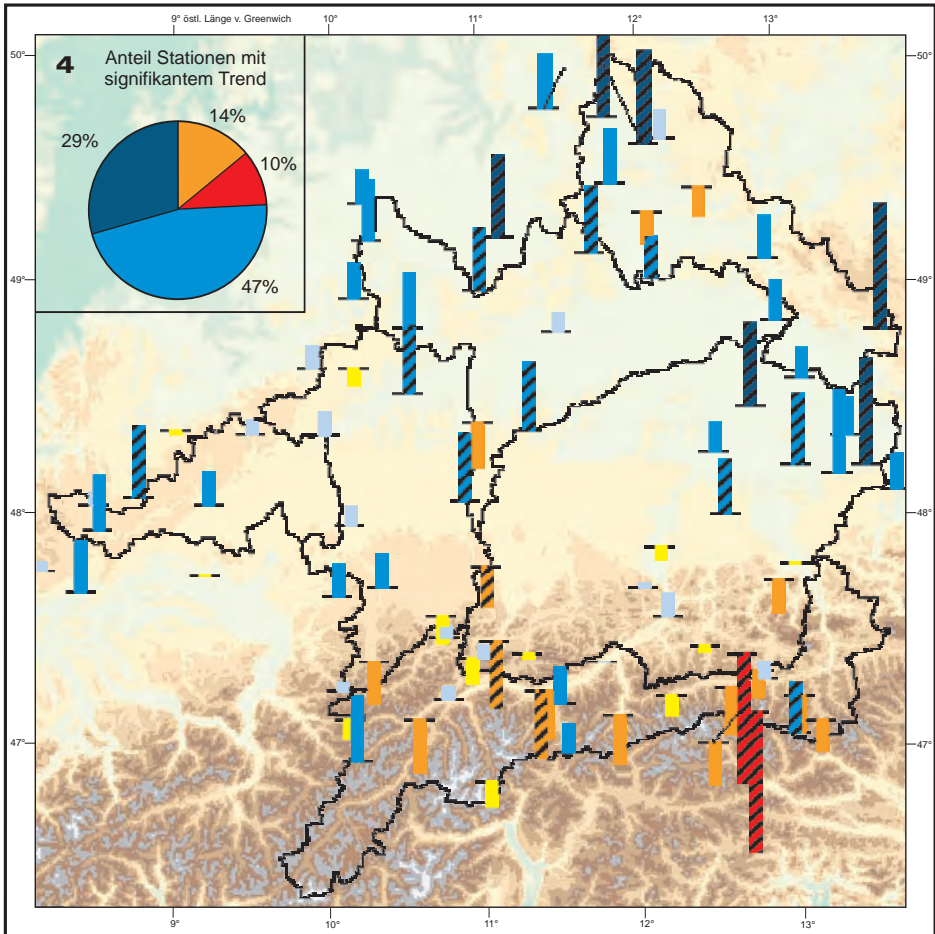 9° östl. Länge v. Greenwich 10° 11° 12° 13°
50° 50°
4 Anteil Stationen mit
signifikantem Trend
14%
29%
10%
47%
49° 49°
48° 48°
47° 47°
9° 10° 11° 12° 13°